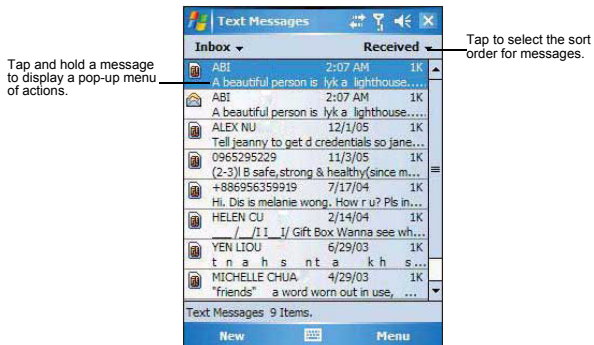 Text Messages
Inbox Received
ABI 2:07 AM 1K
A beautiful person is lyk a lighthouse.....
ABI 2:07 AM 1K
A beautiful person is lyk a lighthouse.....
ALEX NU 12/1/05 1K
Tell jeanny to get d credentials so jane...
0965295229 11/3/05 1K
(2-3)l B safe,strong & healthy(since m...
+886956359919 7/17/04 1K
Hi. Dis is melanie wong. How r u? Pls in...
HELEN CU 2/14/04 1K
__/__/I I__I/ Gift Box Wanna see wh...
YEN LIOU 6/29/03 1K
t n a h s n t a k h s...
MICHELLE CHUA 4/29/03 1K
"friends" a word worn out in use, ...
Text Messages 9 Items.
New Menu
Tap and hold a message
to display a pop-up menu
of actions.
Tap to select the sort
order for messages.